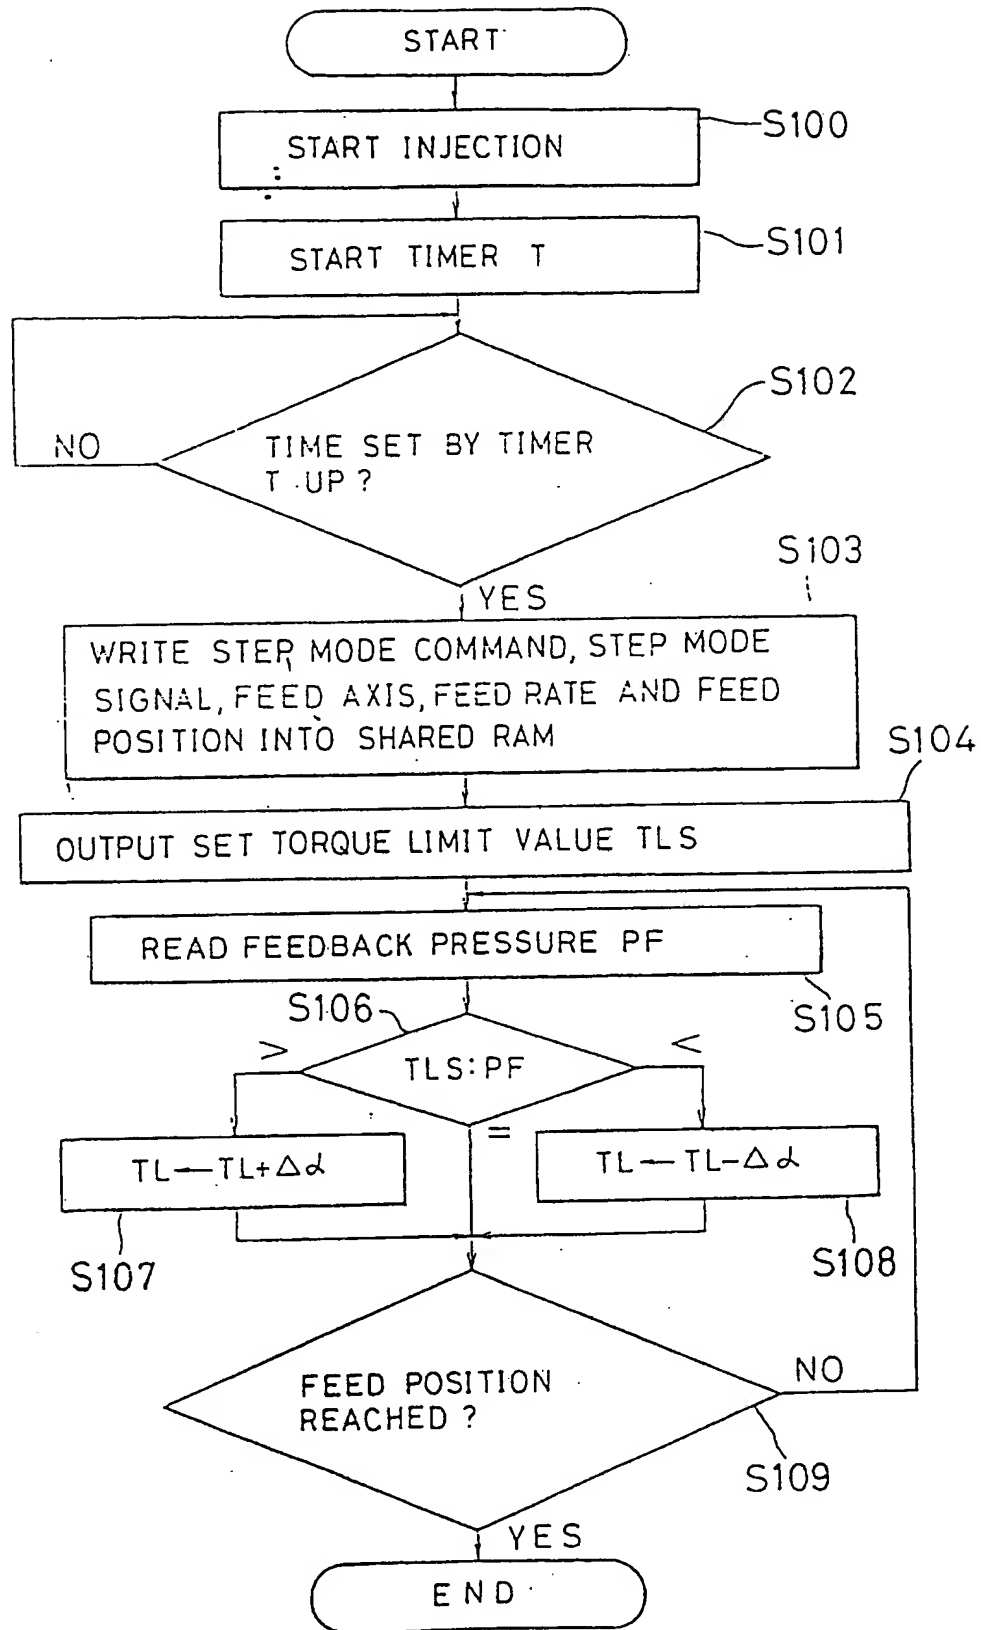 START
START INJECTION
S100
START TIMER T
S101
S102
NO
TIME SET BY TIMER
T UP ?
S103
YES
WRITE STEP MODE COMMAND, STEP MODE
SIGNAL, FEED AXIS, FEED RATE AND FEED
POSITION INTO SHARED RAM
S104
OUTPUT SET TORQUE LIMIT VALUE TLS
READ FEEDBACK PRESSURE PF
S105
S106
>
<
TLS:PF
=
TL←TL+Δα
TL←TL-Δα
S107
S108
FEED POSITION
REACHED ?
NO
S109
YES
END